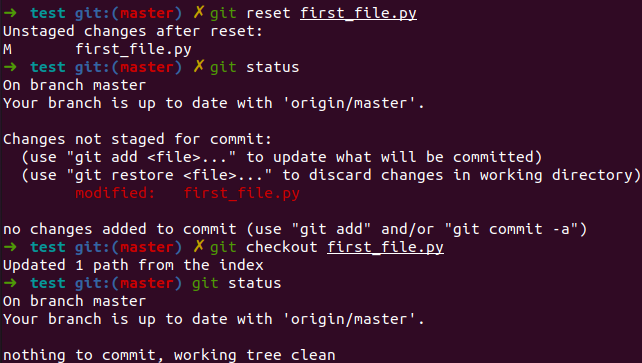 ➜ test git:(master) ✗ git reset first_file.py
Unstaged changes after reset:
M       first_file.py
➜ test git:(master) ✗ git status
On branch master
Your branch is up to date with 'origin/master'.
Changes not staged for commit:
  (use "git add <file>..." to update what will be committed)
  (use "git restore <file>..." to discard changes in working directory)
        modified:   first_file.py
no changes added to commit (use "git add" and/or "git commit -a")
➜ test git:(master) ✗ git checkout first_file.py
Updated 1 path from the index
➜ test git:(master) git status
On branch master
Your branch is up to date with 'origin/master'.
nothing to commit, working tree clean